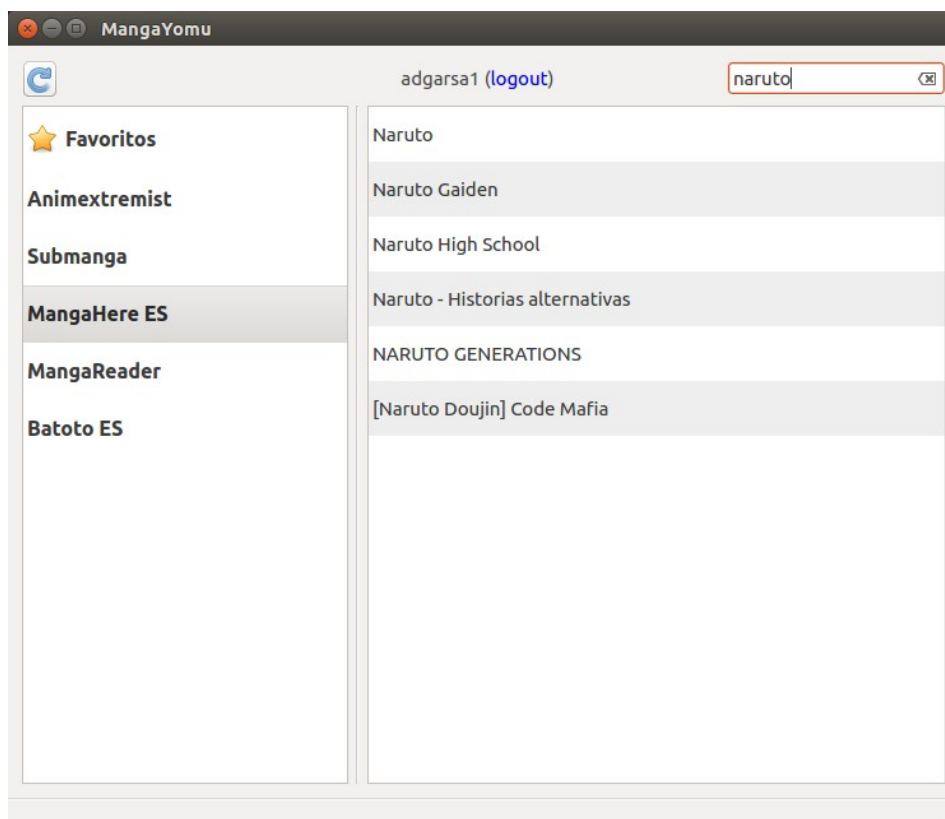 MangaYomu
adgarsa1 (logout)
naruto
Favoritos
Animextremist
Submanga
MangaHere ES
MangaReader
Batoto ES
Naruto
Naruto Gaiden
Naruto High School
Naruto - Historias alternativas
NARUTO GENERATIONS
[Naruto Doujin] Code Mafia